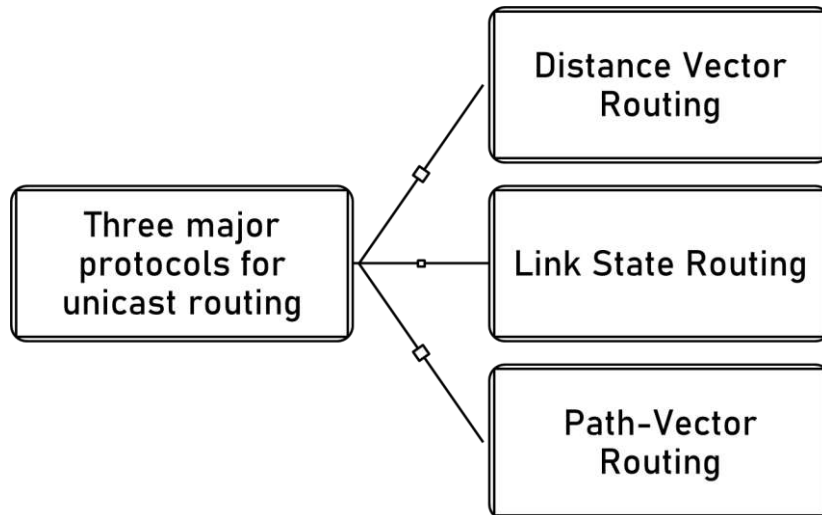 Three major
protocols for
unicast routing
Distance Vector
Routing
Link State Routing
Path-Vector
Routing